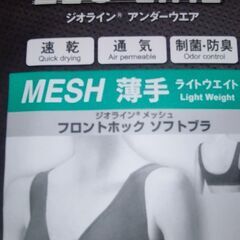 ジオライン® アンダーウエア
速乾 通気 制菌・防臭
Quick drying Air permeable Odor control
MESH 薄手 ライトウエイト
Light Weight
ジオライン® メッシュ
フロントホック ソフトブラ